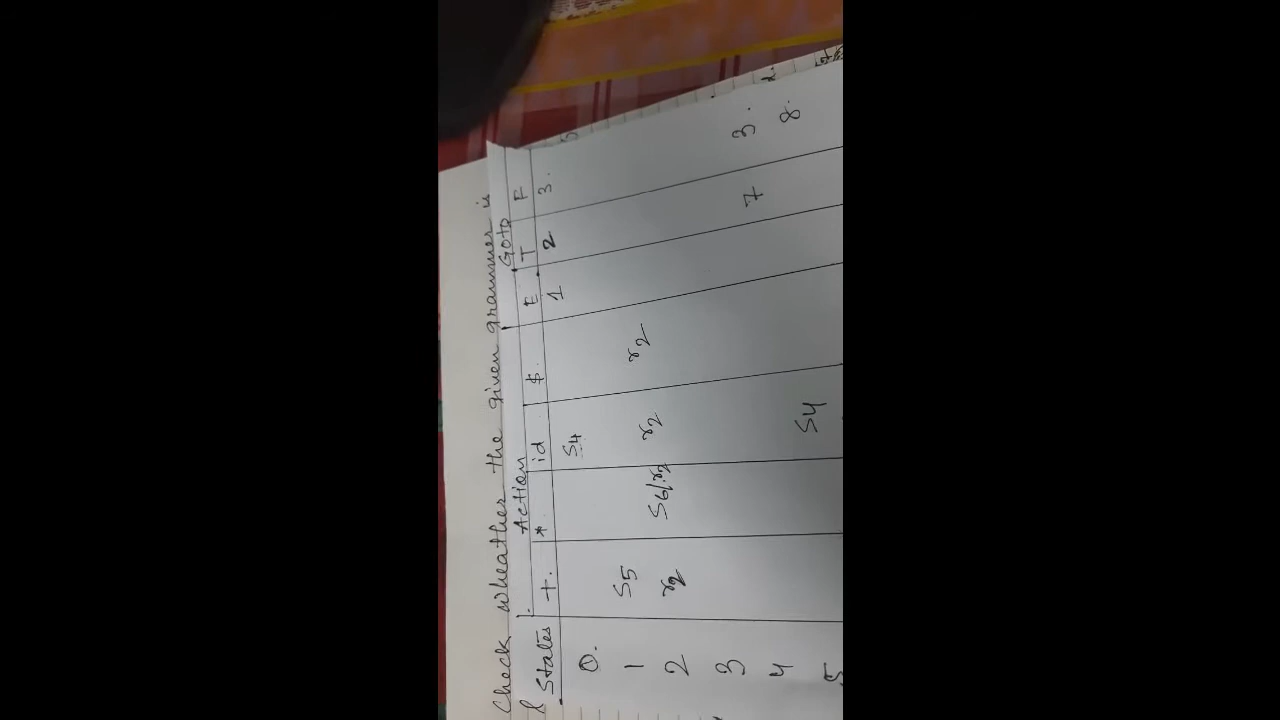 Check wheather the given grammer is
Action Goto
States + * id $ E T F
0. S4 1 2 3.
1 S5
2 r2 S6/r2 r2 r2
3
4 7 3.
5 S4 8.